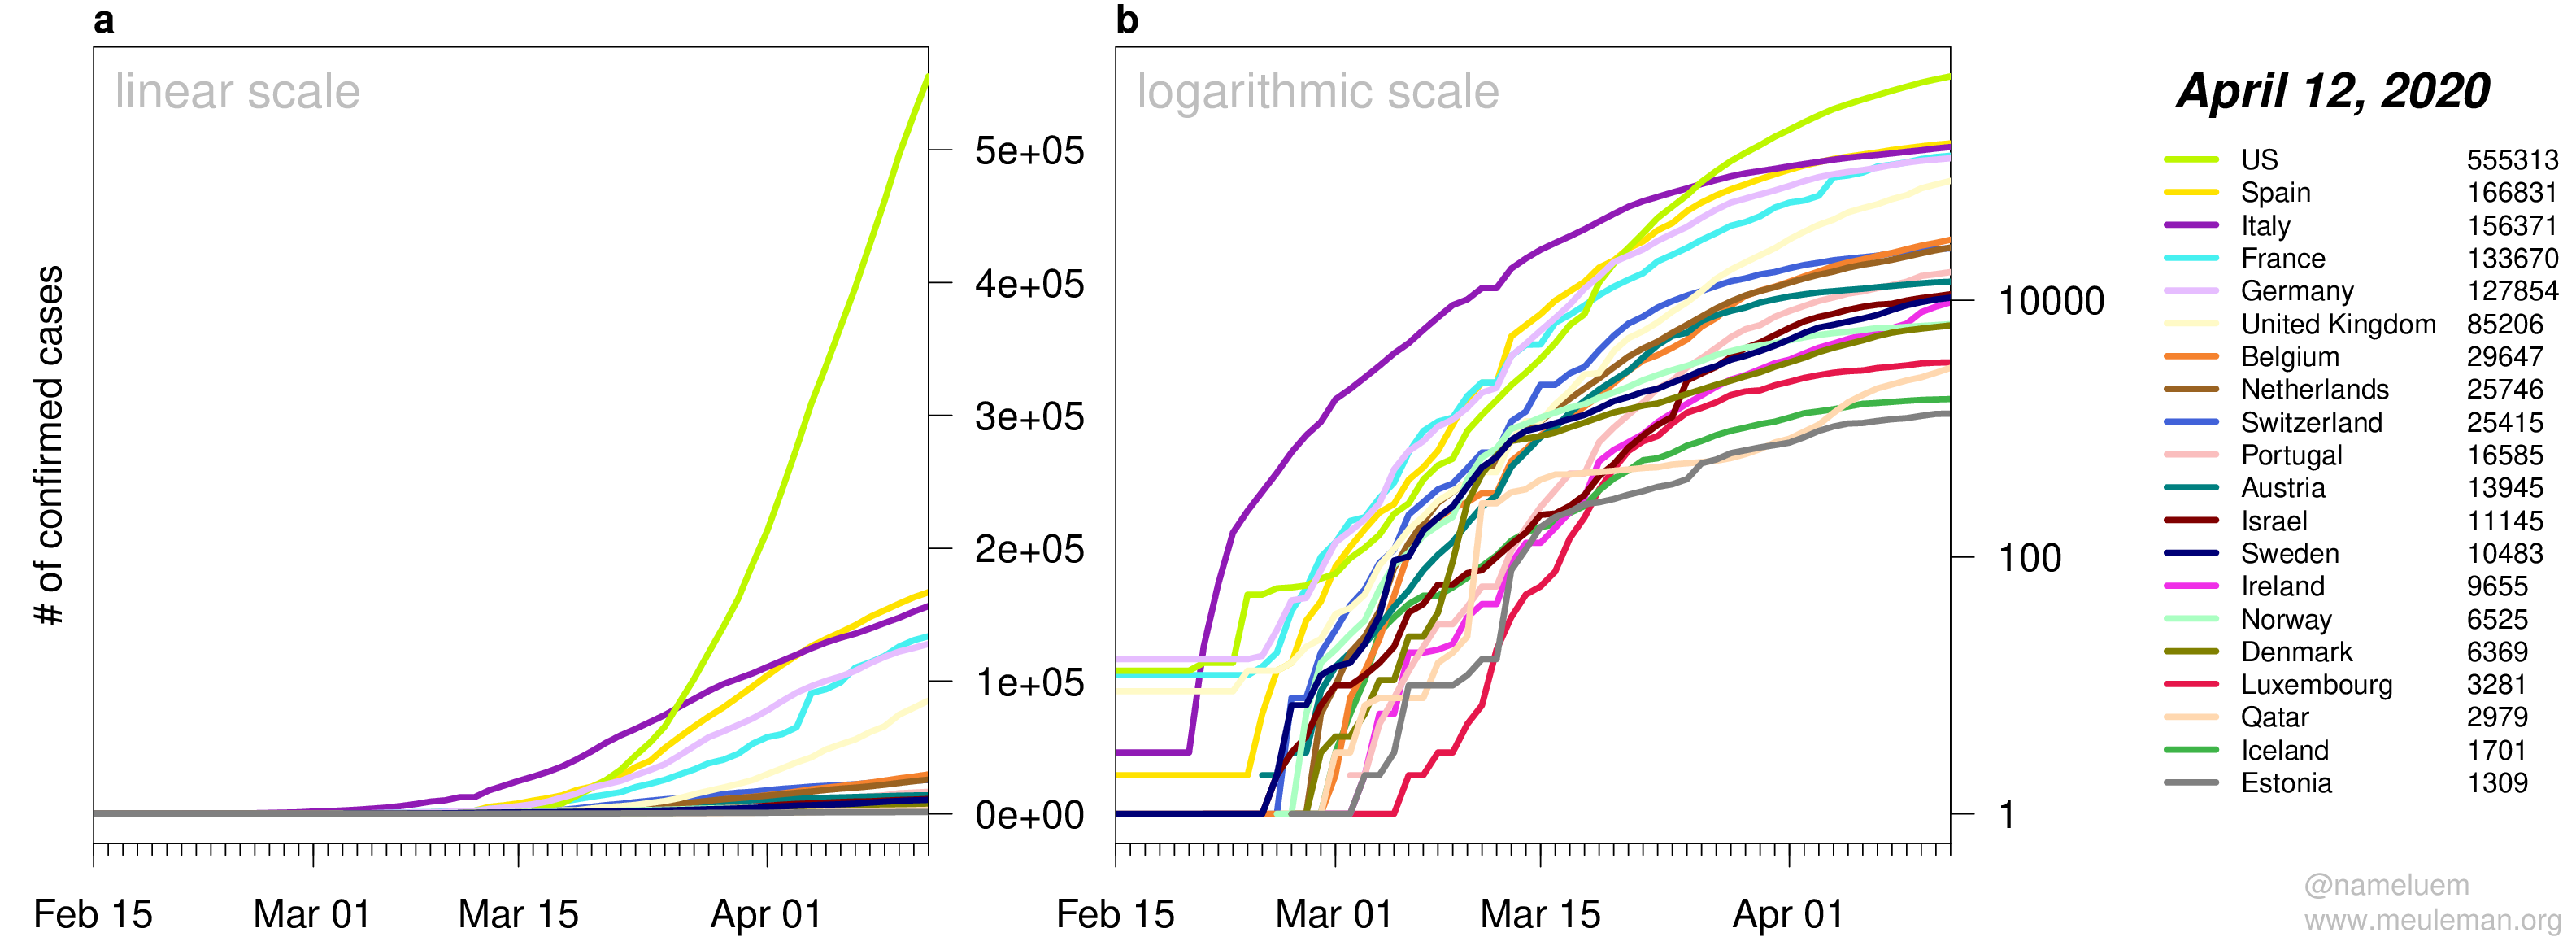 a
linear scale
# of confirmed cases
5e+05
4e+05
3e+05
2e+05
1e+05
0e+00
Feb 15 Mar 01 Mar 15 Apr 01
b
logarithmic scale
10000
100
1
Feb 15 Mar 01 Mar 15 Apr 01
April 12, 2020
US 555313
Spain 166831
Italy 156371
France 133670
Germany 127854
United Kingdom 85206
Belgium 29647
Netherlands 25746
Switzerland 25415
Portugal 16585
Austria 13945
Israel 11145
Sweden 10483
Ireland 9655
Norway 6525
Denmark 6369
Luxembourg 3281
Qatar 2979
Iceland 1701
Estonia 1309
@nameluem
www.meuleman.org